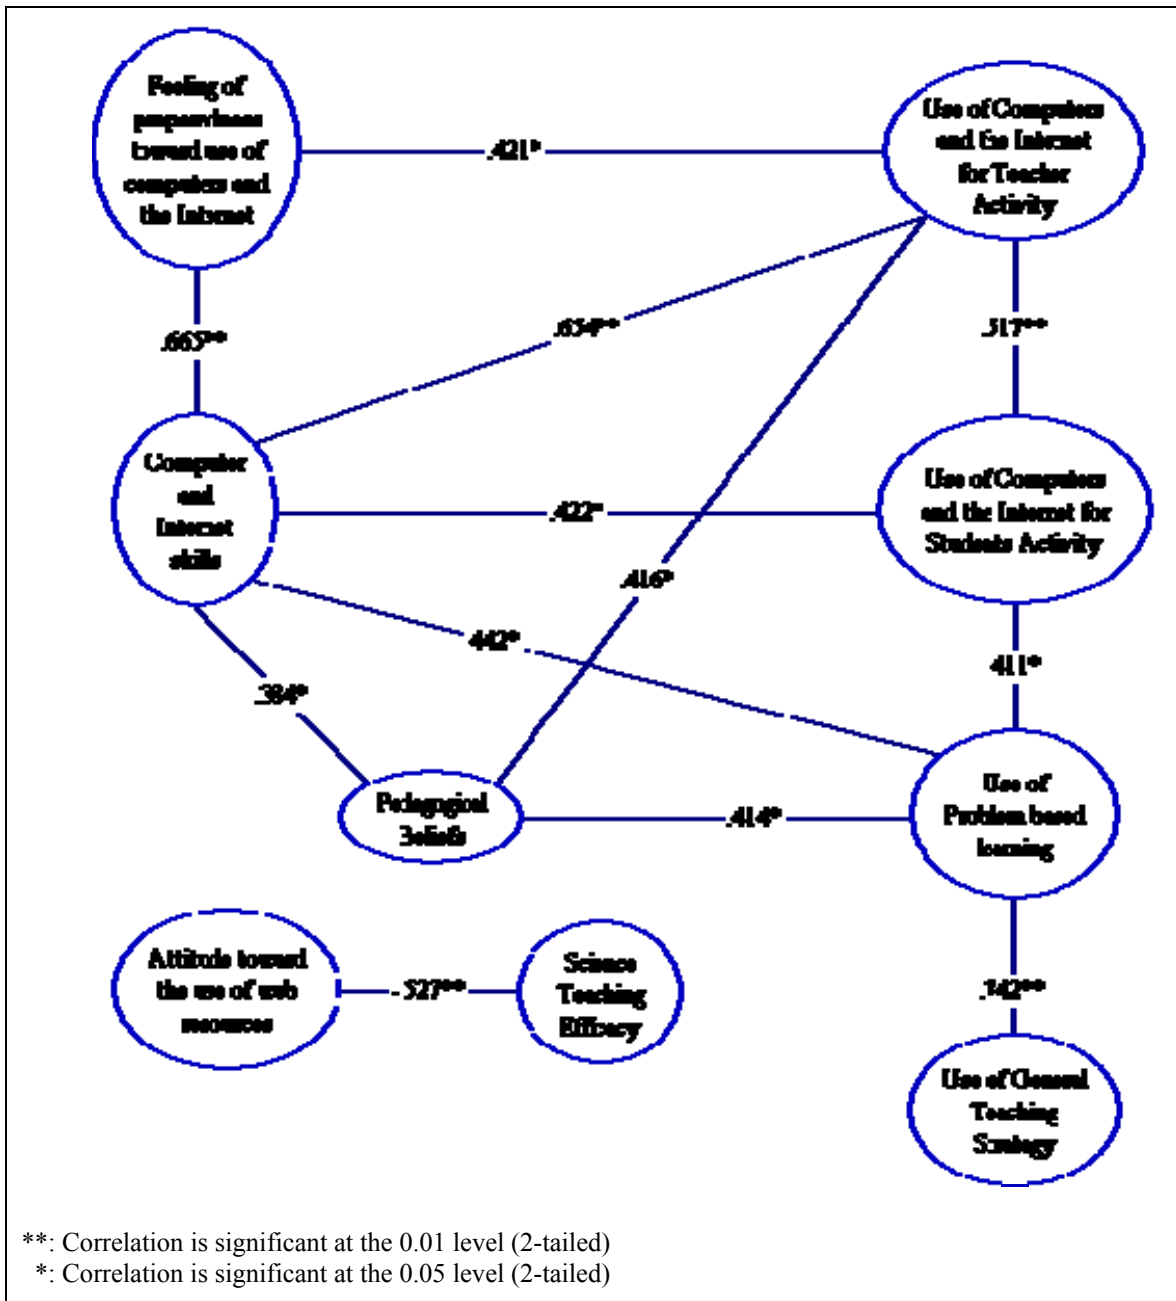 Feeling of
preparedness
toward use of
computers and
the Internet
Use of Computers
and the Internet
for Teacher
Activity
.421*
.665**
.654**
Computer
and
Internet
skills
.422*
Use of Computers
and the Internet for
Students Activity
.416*
.442*
.411*
.384*
Pedagogical
Beliefs
.414*
Use of
Problem based
learning
Attitude toward
the use of web
resources
Science
Teaching
Efficacy
Use of General
Teaching
Strategy
**: Correlation is significant at the 0.01 level (2-tailed)
*: Correlation is significant at the 0.05 level (2-tailed)